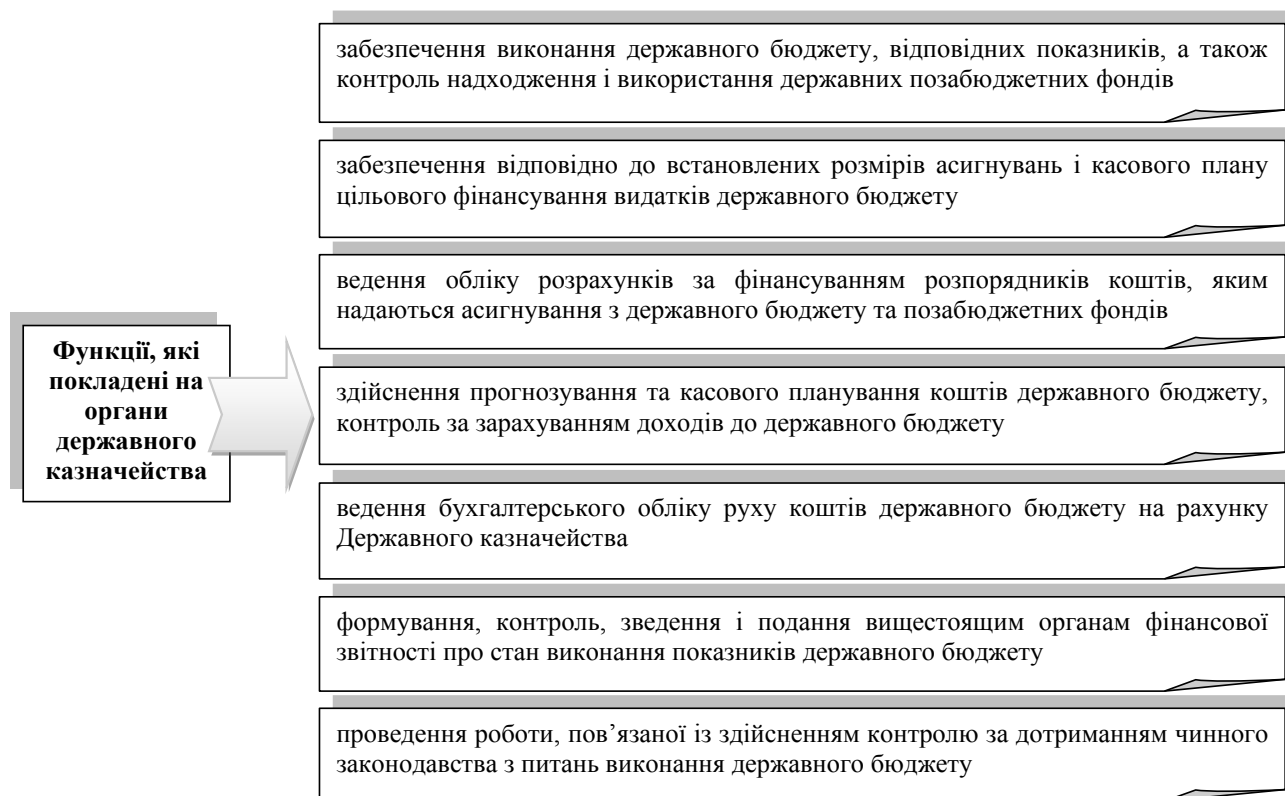 Функції, які
покладені на
органи
державного
казначейства
забезпечення виконання державного бюджету, відповідних показників, а також
контроль надходження і використання державних позабюджетних фондів
забезпечення відповідно до встановлених розмірів асигнувань і касового плану
цільового фінансування видатків державного бюджету
ведення обліку розрахунків за фінансуванням розпорядників коштів, яким
надаються асигнування з державного бюджету та позабюджетних фондів
здійснення прогнозування та касового планування коштів державного бюджету,
контроль за зарахуванням доходів до державного бюджету
ведення бухгалтерського обліку руху коштів державного бюджету на рахунку
Державного казначейства
формування, контроль, зведення і подання вищестоящим органам фінансової
звітності про стан виконання показників державного бюджету
проведення роботи, пов’язаної із здійсненням контролю за дотриманням чинного
законодавства з питань виконання державного бюджету